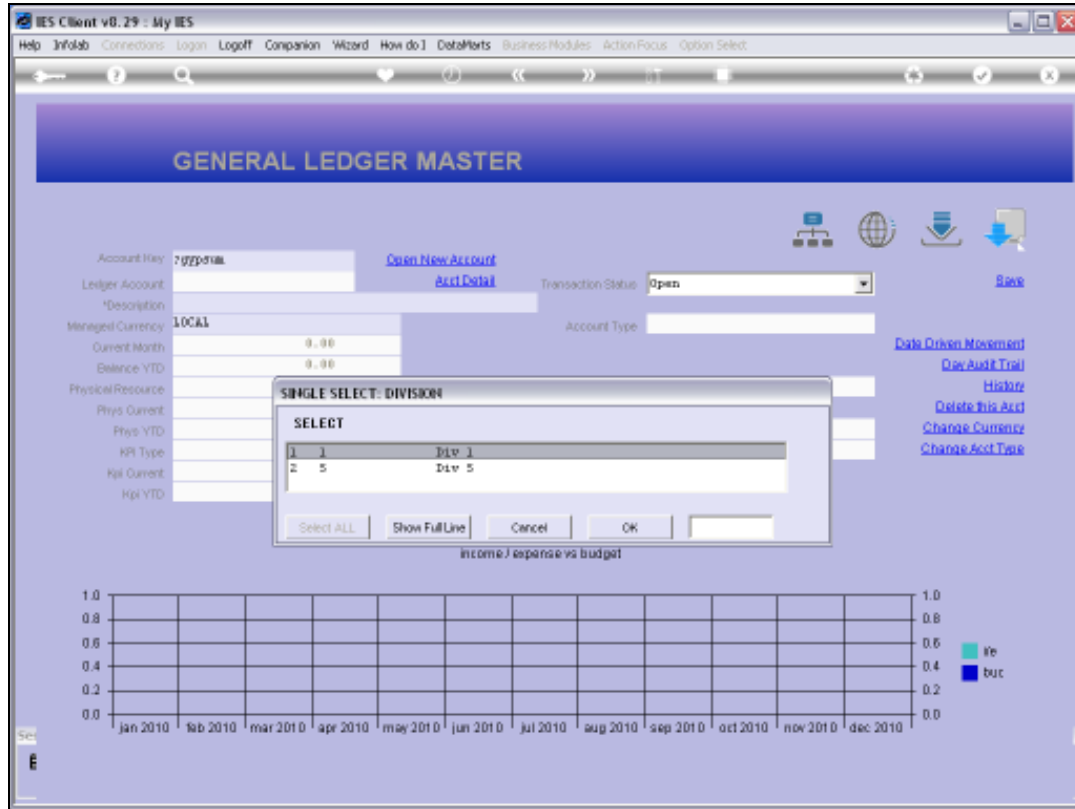 IES Client v8.29 : My IES
Help Infolab Connections Logon Logoff Companion Wizard How do I DataMarts Business Modules Action Focus Option Select
GENERAL LEDGER MASTER
Account Key ?gypsum Open New Account
Ledger Account Acct Detail Transaction Status Open Save
*Description
Managed Currency LOCAL Account Type
Current Month 0.00 Date Driven Movement
Balance YTD 0.00 Day Audit Trail
Physical Resource History
Phys Current Delete this Acct
Phys YTD Change Currency
KPI Type Change Acct Type
Kpi Current
Kpi YTD
SINGLE SELECT: DIVISION
SELECT
1 1 Div 1
2 5 Div 5
Select ALL Show Full Line Cancel OK
income / expense vs budget
1.0 1.0
0.8 0.8
0.6 0.6
0.4 0.4
0.2 0.2
0.0 0.0
i/e
buc
jan 2010 feb 2010 mar 2010 apr 2010 may 2010 jun 2010 jul 2010 aug 2010 sep 2010 oct 2010 nov 2010 dec 2010